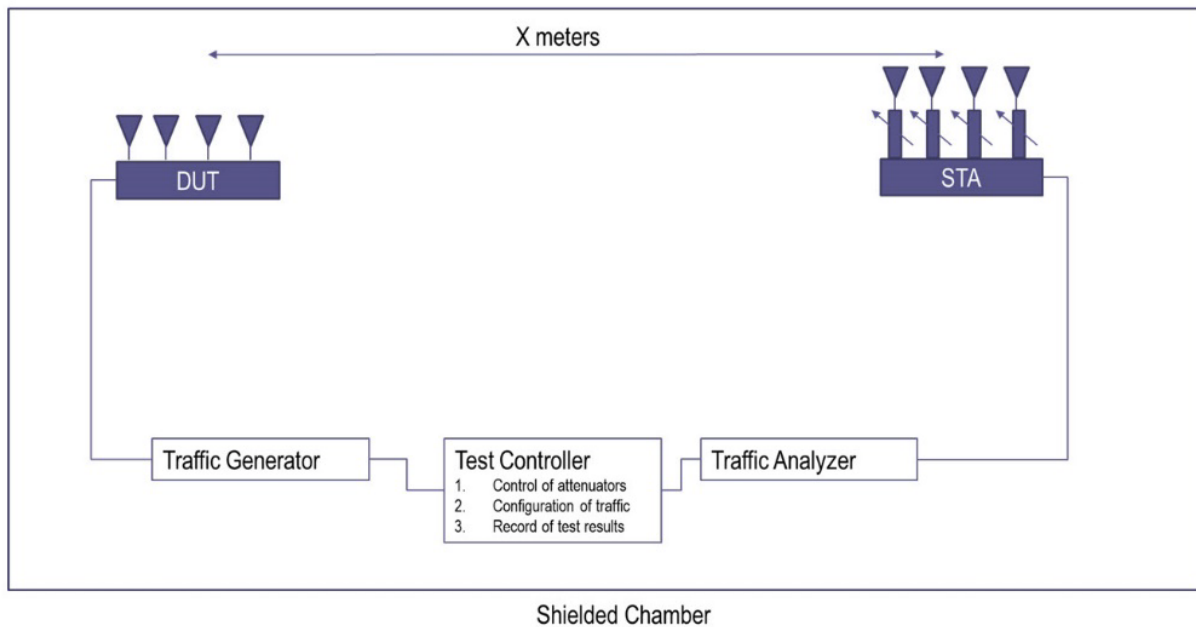 X meters
DUT
STA
Traffic Generator
Test Controller
1. Control of attenuators
2. Configuration of traffic
3. Record of test results
Traffic Analyzer
Shielded Chamber